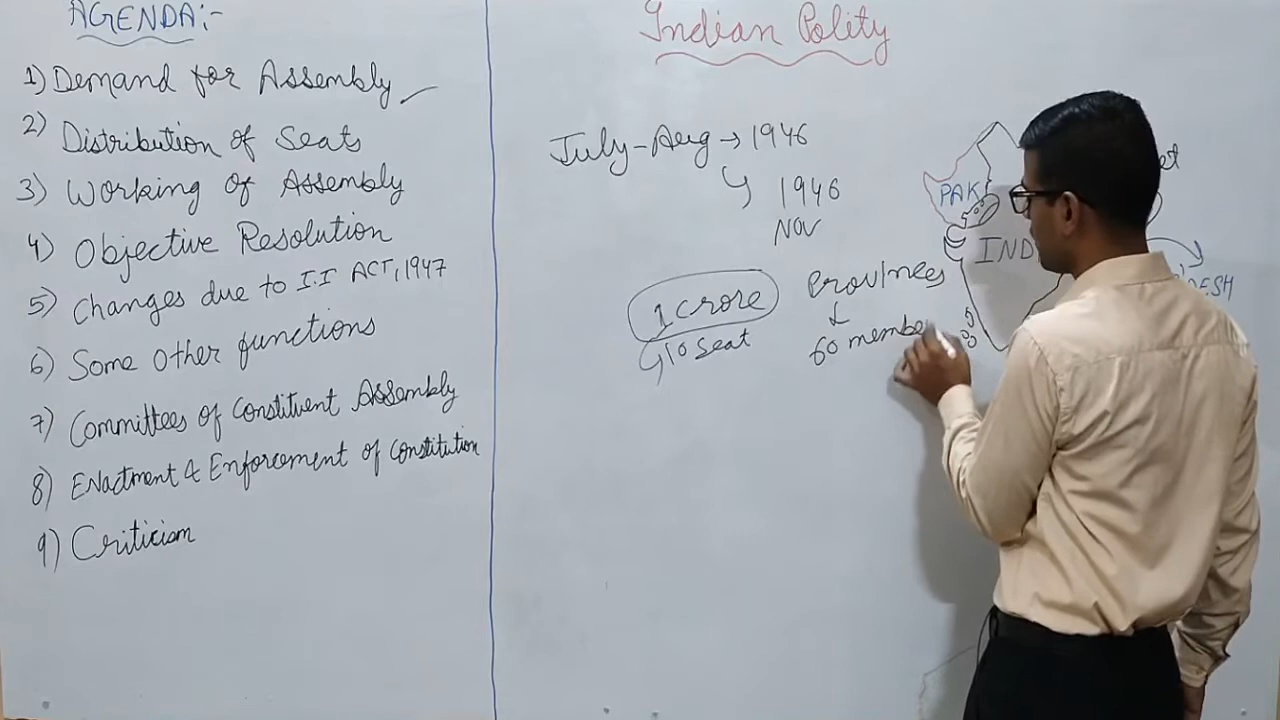 AGENDA:-
1) Demand for Assembly
2) Distribution of Seats
3) Working of Assembly
4) Objective Resolution
5) Changes due to I.I ACT, 1947
6) Some Other functions
7) Committees of Constituent Assembly
8) Enactment & Enforcement of Constitution
9) Criticism
Indian Polity
July-Aug → 1946
1946
NOV
1 crore
10 Seat
Provinces
60 membe
PAK
IND